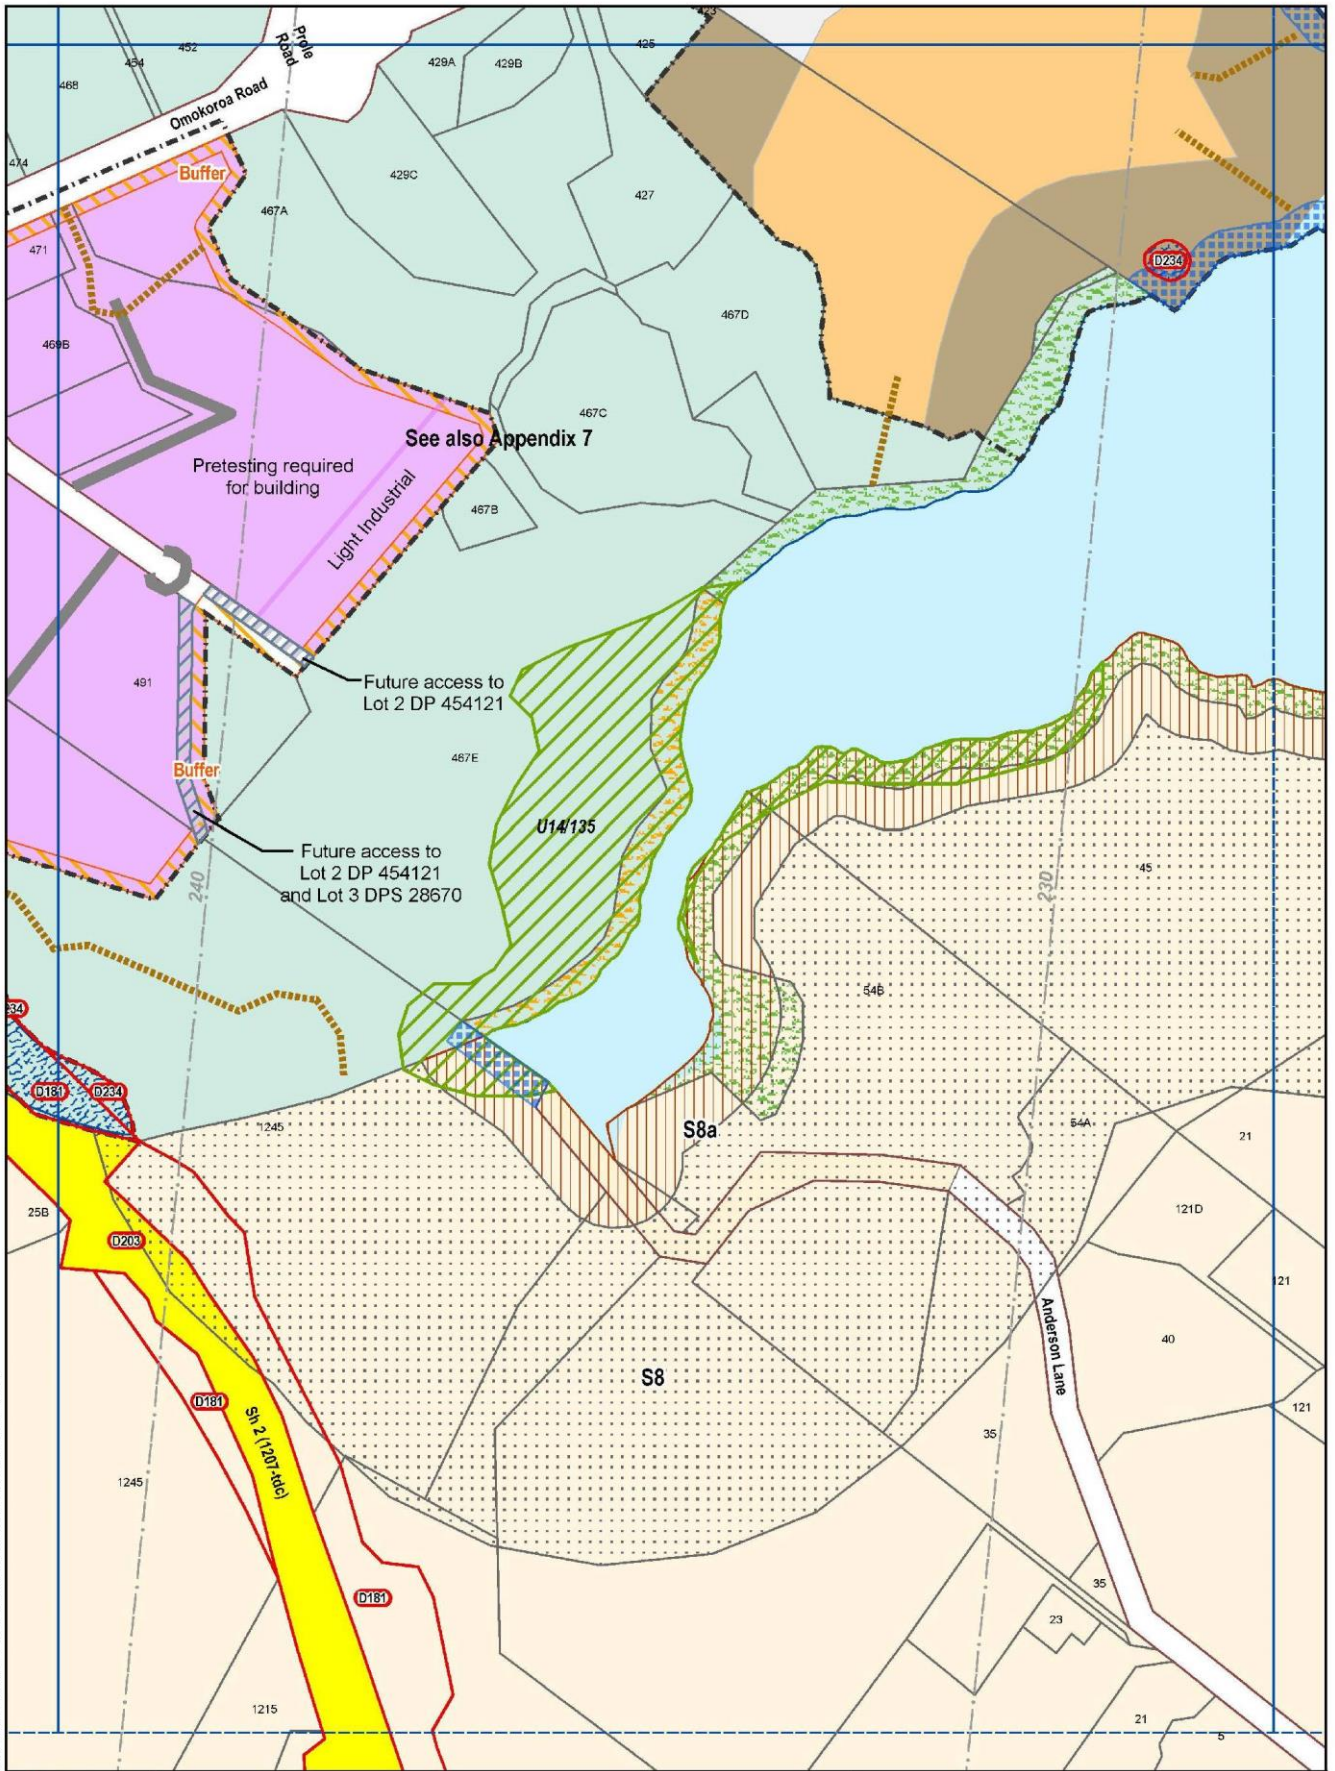 423
452
Prole
Road
425
454
429A
429B
468
Omokoroa Road
474
Buffer
429C
427
467A
471
D234
467D
469B
467C
See also Appendix 7
Pretesting required
for building
Light Industrial
467B
491
Future access to
Lot 2 DP 454121
467E
Buffer
U14/135
Future access to
Lot 2 DP 454121
and Lot 3 DPS 28670
240
230
45
54B
234
D181
D234
1245
S8a
54A
21
25B
D203
121D
121
Anderson Lane
40
S8
D181
Sh 2 (1207-tdc)
121
35
1245
D181
35
23
1215
21
5